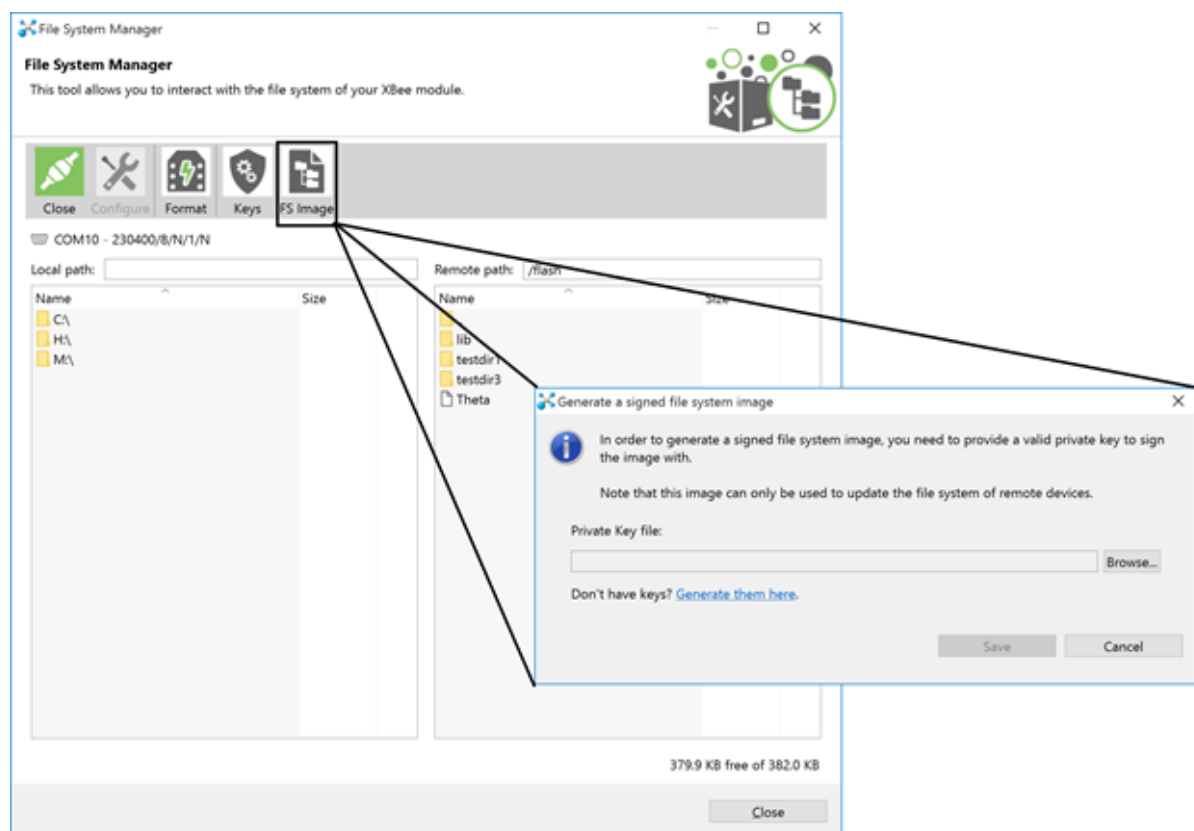 File System Manager
File System Manager
This tool allows you to interact with the file system of your XBee module.
Close Configure Format Keys FS Image
COM10 - 230400/8/N/1/N
Local path:
Remote path: /flash
Name Size
C:\
H:\
M:\
Name Size
lib
testdir1
testdir3
Theta
Generate a signed file system image
In order to generate a signed file system image, you need to provide a valid private key to sign
the image with.
Note that this image can only be used to update the file system of remote devices.
Private Key file:
Browse...
Don't have keys? Generate them here.
Save Cancel
379.9 KB free of 382.0 KB
Close